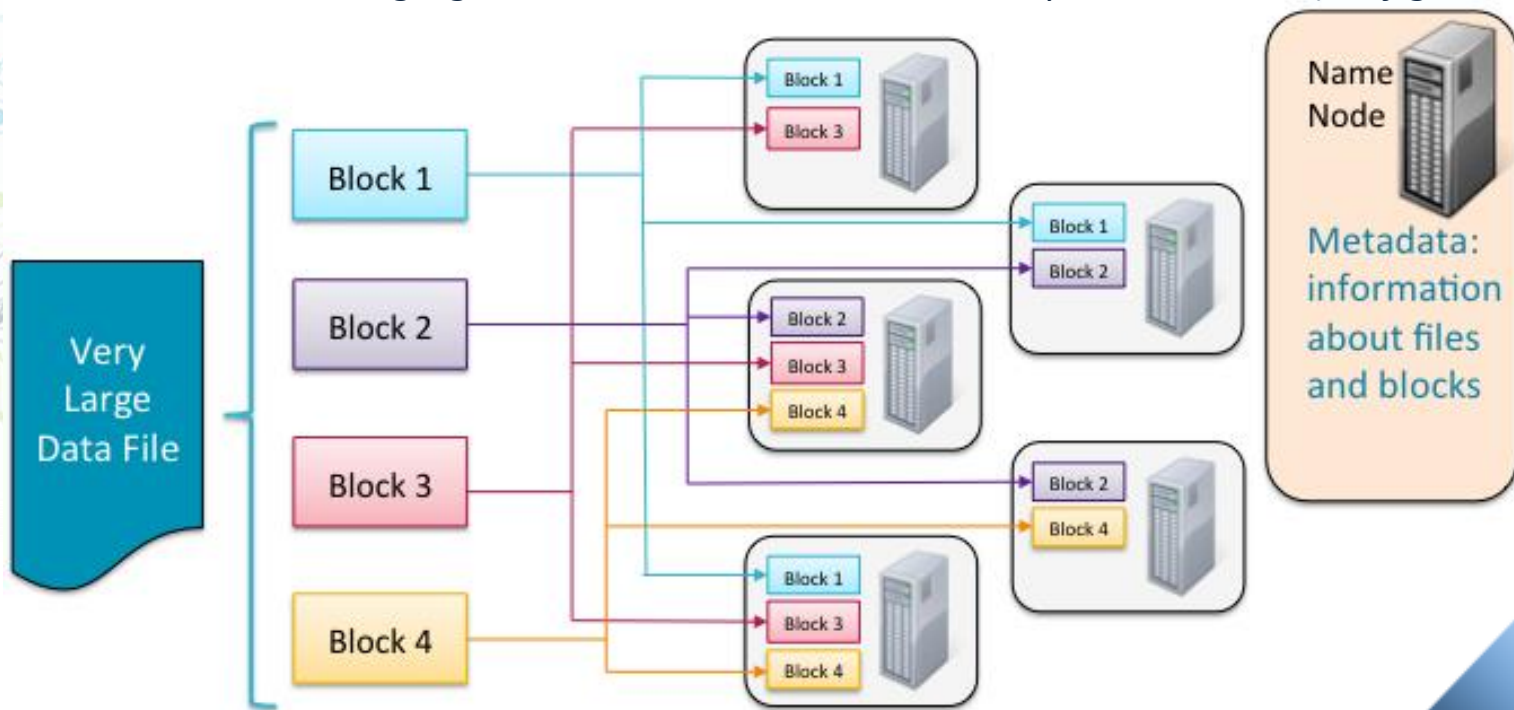 Very
Large
Data File
Block 1
Block 2
Block 3
Block 4
Block 1
Block 3
Block 1
Block 2
Block 2
Block 3
Block 4
Block 2
Block 4
Block 1
Block 3
Block 4
Name
Node
Metadata:
information
about files
and blocks